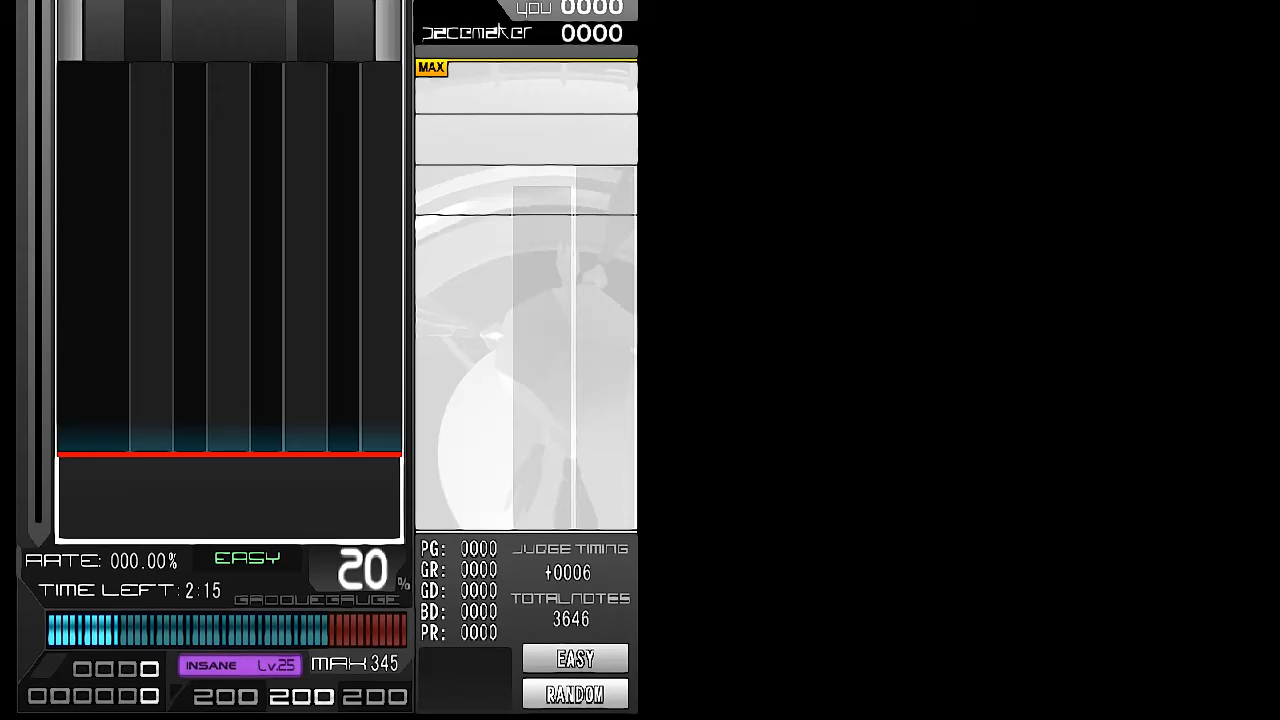 you 0000
pacemaker 0000
MAX
RATE: 000.00% EASY 20 %
TIME LEFT: 2:15
GROOVEGAUGE
0000 INSANE Lv.25 MAX 345
000000 200 200 200
PG: 0000
GR: 0000
GD: 0000
BD: 0000
PR: 0000
JUDGE TIMING
+0006
TOTALNOTES
3646
EASY
RANDOM